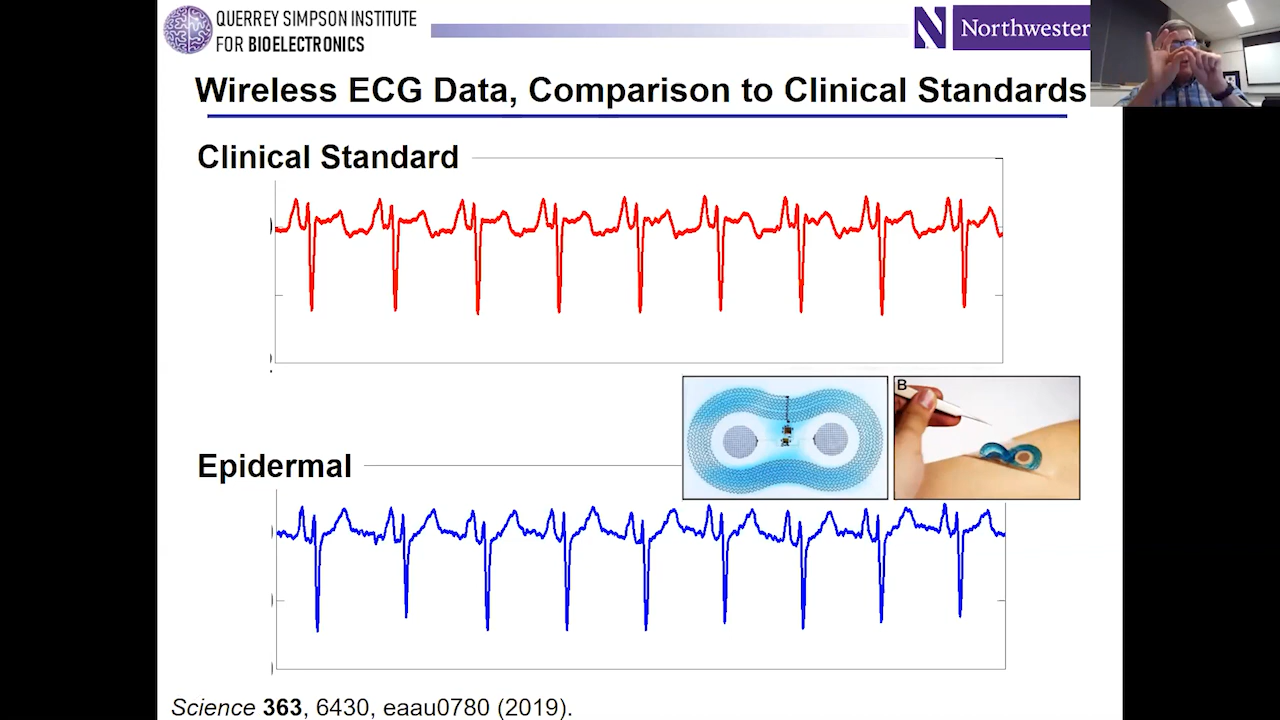 QUERREY SIMPSON INSTITUTE
FOR BIOELECTRONICS
N Northwester
Wireless ECG Data, Comparison to Clinical Standards
Clinical Standard
B
Epidermal
Science 363, 6430, eaau0780 (2019).